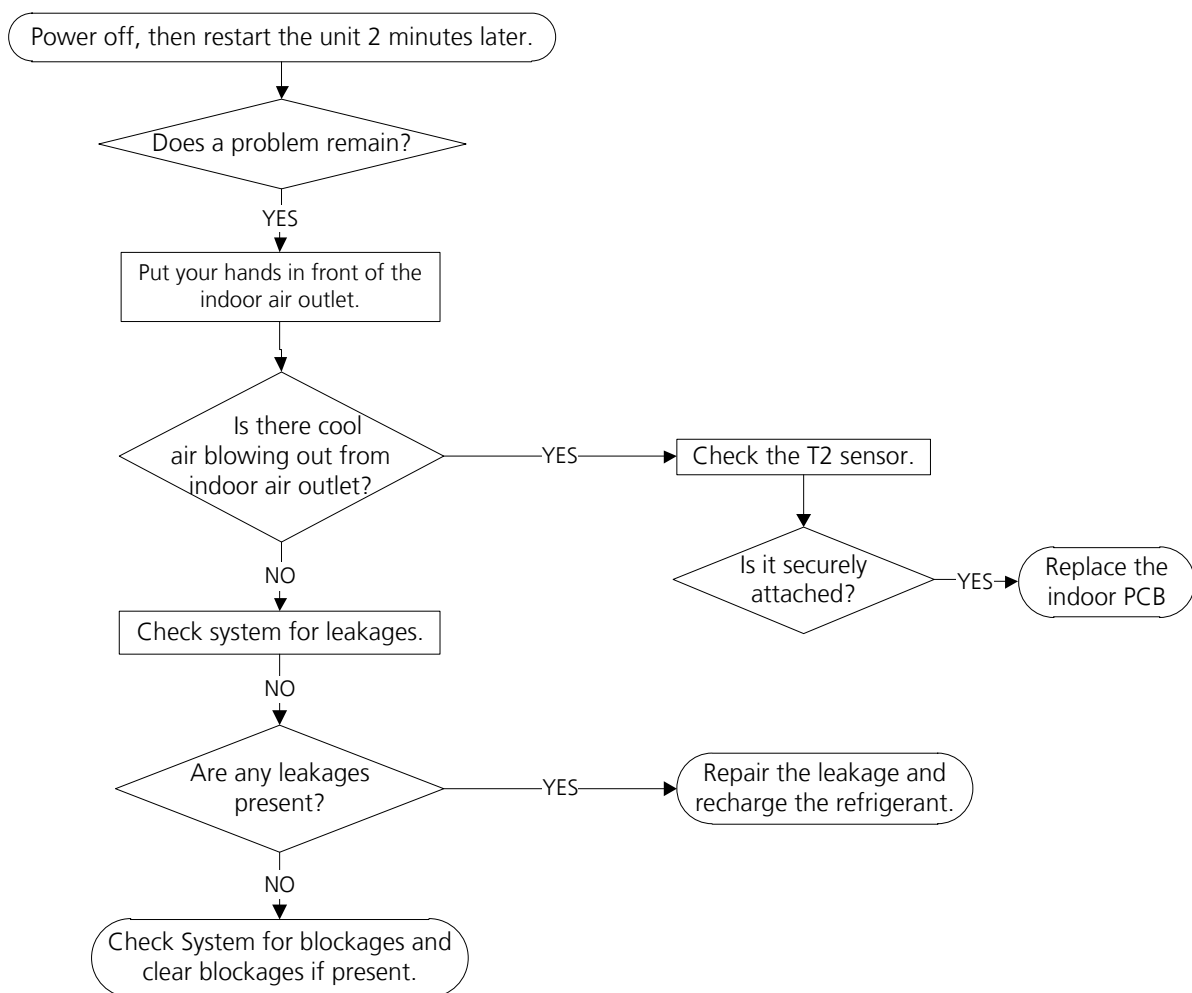 Power off, then restart the unit 2 minutes later.
Does a problem remain?
YES
Put your hands in front of the
indoor air outlet.
Is there cool
air blowing out from
indoor air outlet?
YES
Check the T2 sensor.
Is it securely
attached?
YES
Replace the
indoor PCB
NO
Check system for leakages.
NO
Are any leakages
present?
YES
Repair the leakage and
recharge the refrigerant.
NO
Check System for blockages and
clear blockages if present.